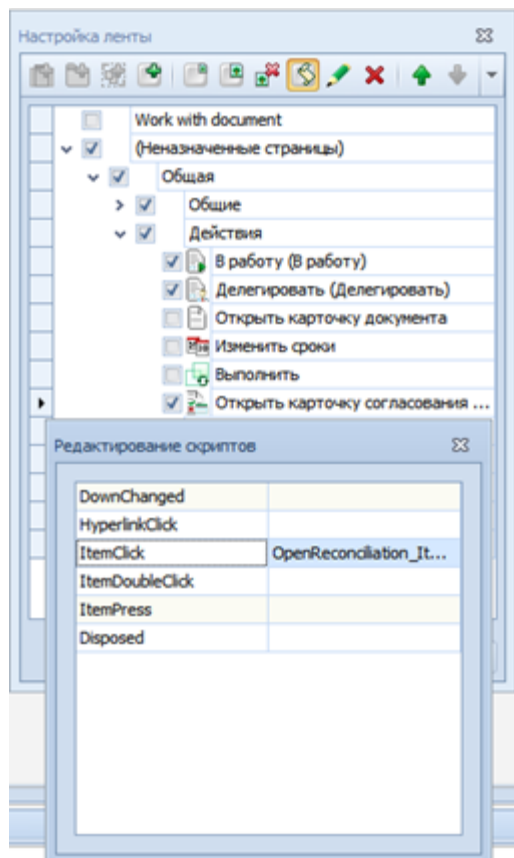 Настройка ленты
Work with document
(Неназначенные страницы)
Общая
Общие
Действия
В работу (В работу)
Делегировать (Делегировать)
Открыть карточку документа
Изменить сроки
Выполнить
Открыть карточку согласования ...
Редактирование скриптов
DownChanged
HyperlinkClick
ItemClick OpenReconciliation_It...
ItemDoubleClick
ItemPress
Disposed